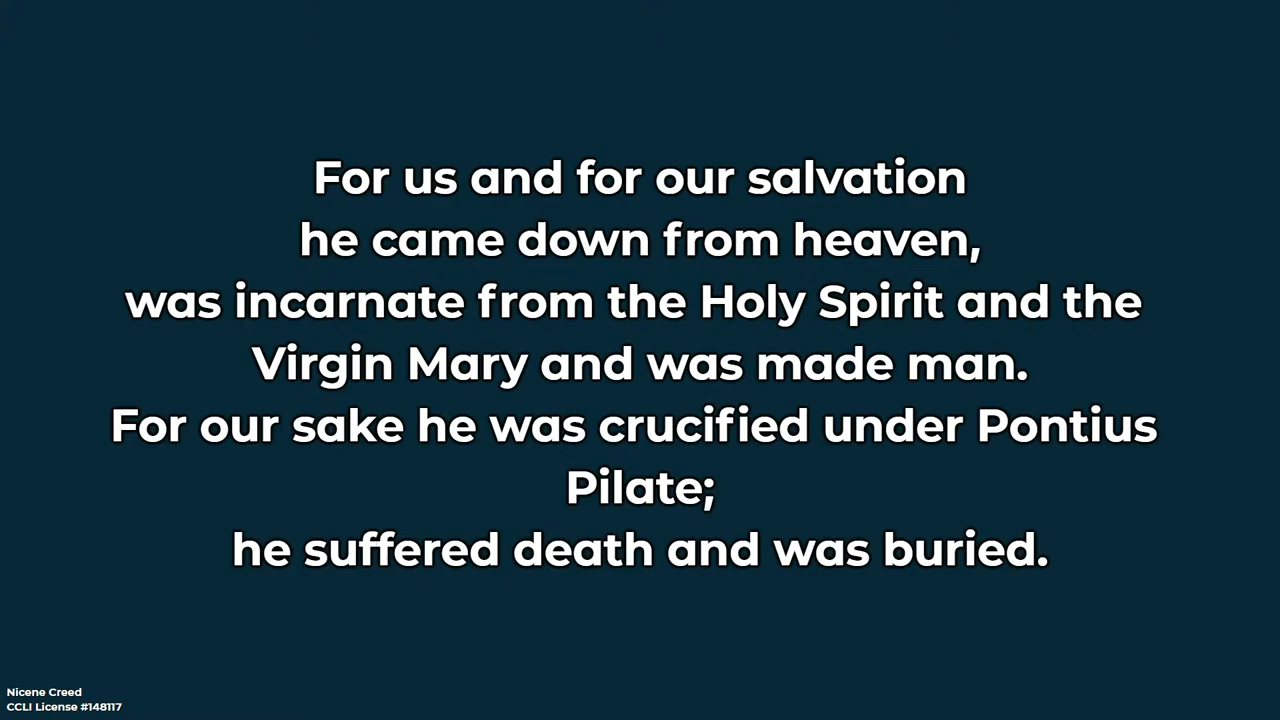 For us and for our salvation
he came down from heaven,
was incarnate from the Holy Spirit and the
Virgin Mary and was made man.
For our sake he was crucified under Pontius
Pilate;
he suffered death and was buried.
Nicene Creed
CCLI License #148117